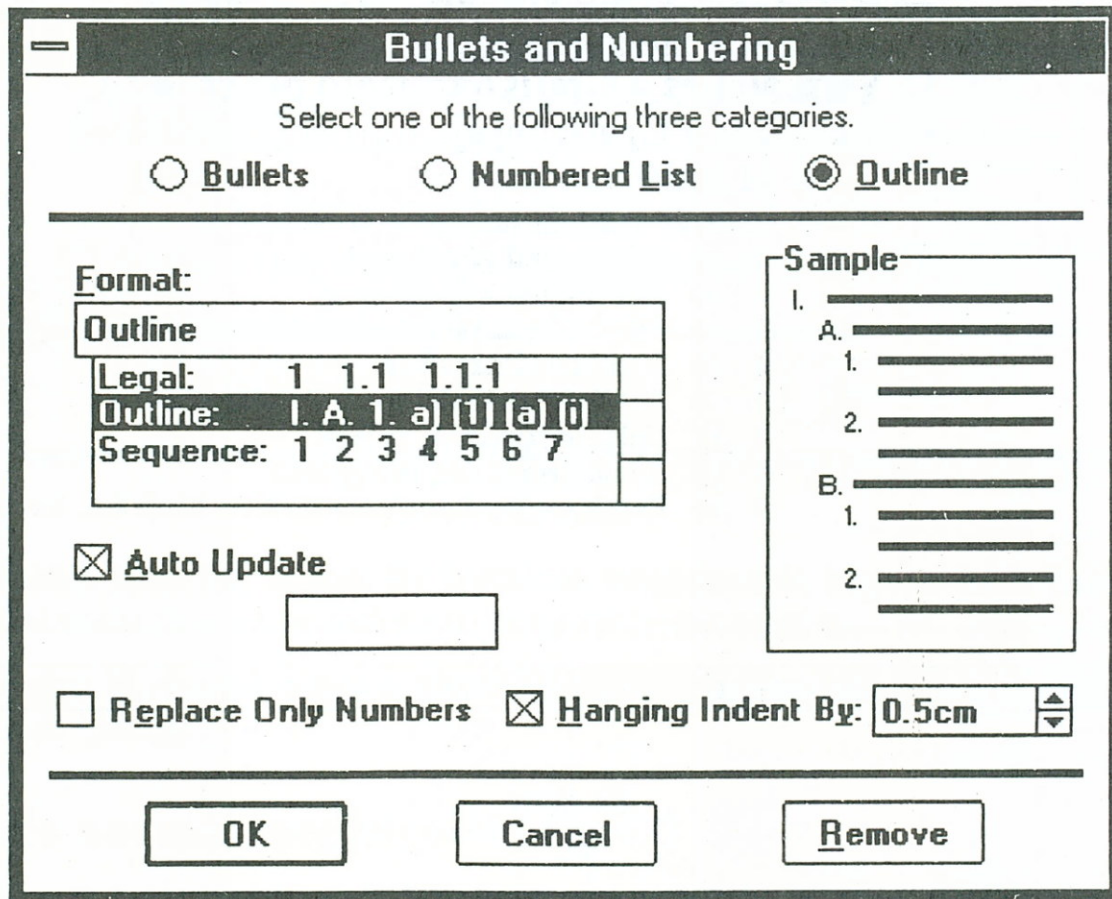 Bullets and Numbering
Select one of the following three categories.
Bullets Numbered List Outline
Format:
Outline
Legal: 1 1.1 1.1.1
Outline: I. A. 1. a) (1) (a) (i)
Sequence: 1 2 3 4 5 6 7
Auto Update
Sample
I.
A.
1.
2.
B.
1.
2.
Replace Only Numbers Hanging Indent By: 0.5cm
OK Cancel Remove